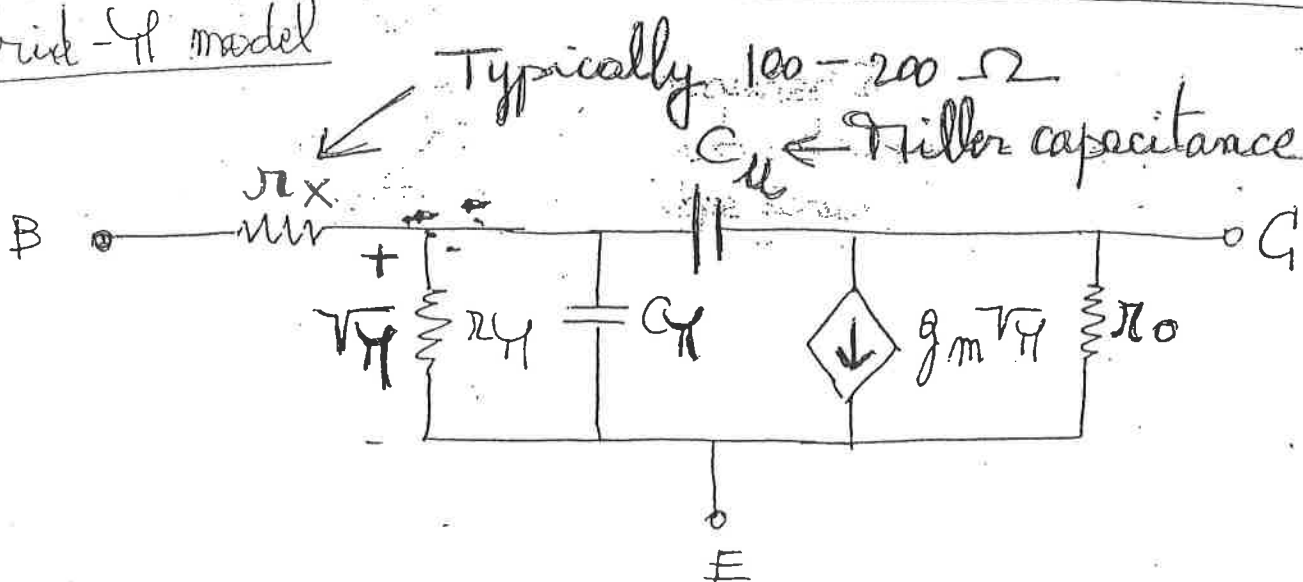 rid-π model
Typically 100-200 Ω
Cμ ← Miller capacitance
rx
B
C
+
Vπ rπ Cπ gmVπ ro
-
E